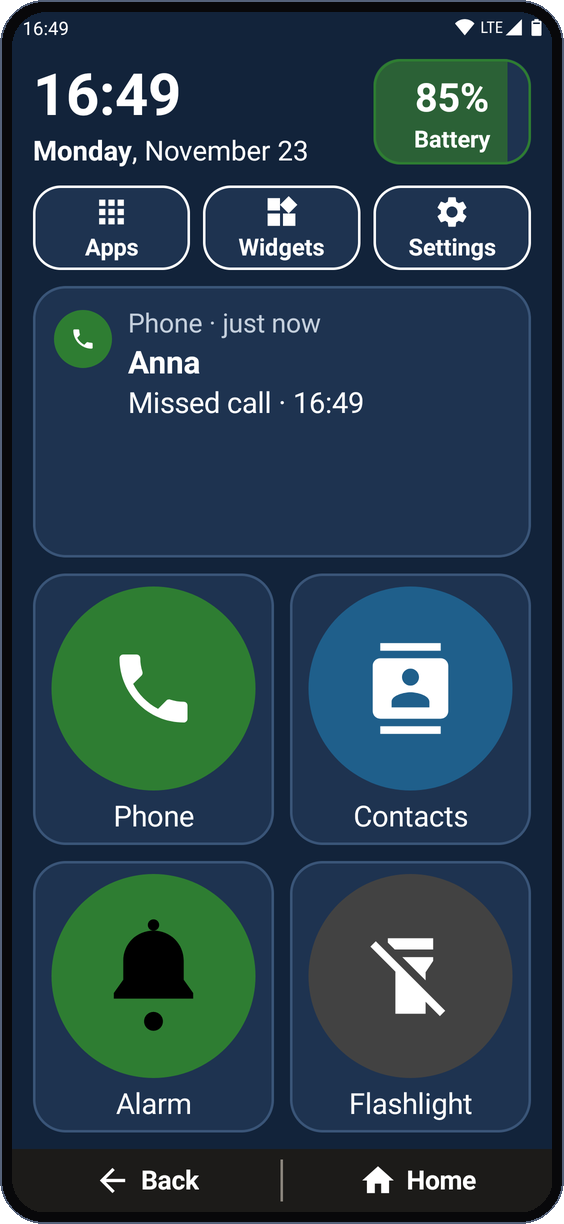 16:49
LTE
16:49
85%
Monday, November 23
Battery
Apps
Widgets
Settings
Phone · just now
Anna
Missed call · 16:49
Phone
Contacts
Alarm
Flashlight
Back
Home